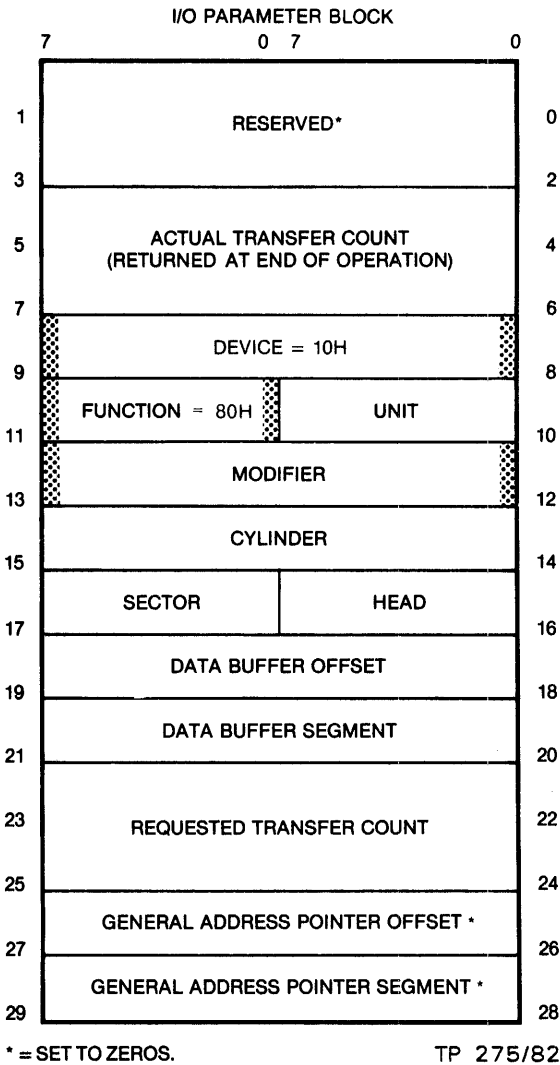 I/O PARAMETER BLOCK
7 0 7 0
1 RESERVED* 0
3 2
5 ACTUAL TRANSFER COUNT 4
(RETURNED AT END OF OPERATION)
7 6
DEVICE = 10H
9 8
FUNCTION = 80H UNIT
11 10
MODIFIER
13 12
CYLINDER
15 14
SECTOR HEAD
17 16
DATA BUFFER OFFSET
19 18
DATA BUFFER SEGMENT
21 20
23 REQUESTED TRANSFER COUNT 22
25 24
GENERAL ADDRESS POINTER OFFSET *
27 26
GENERAL ADDRESS POINTER SEGMENT *
29 28
* = SET TO ZEROS. TP 275/82